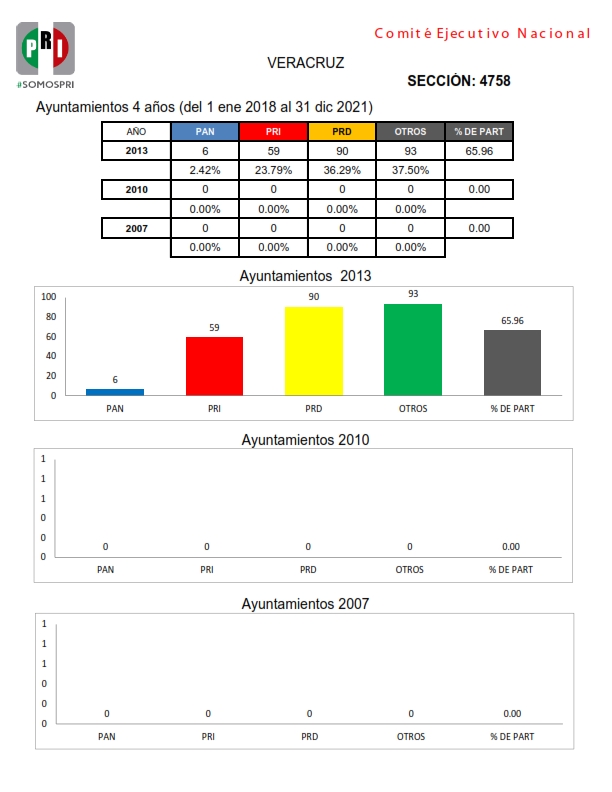 Comité Ejecutivo Nacional
PRI
#SOMOSPRI
VERACRUZ
SECCIÓN: 4758
Ayuntamientos 4 años (del 1 ene 2018 al 31 dic 2021)
AÑO PAN PRI PRD OTROS % DE PART
2013 6 59 90 93 65.96
2.42% 23.79% 36.29% 37.50%
2010 0 0 0 0 0.00
0.00% 0.00% 0.00% 0.00%
2007 0 0 0 0 0.00
0.00% 0.00% 0.00% 0.00%
Ayuntamientos 2013
100
80
60
40
20
0
6 59 90 93 65.96
PAN PRI PRD OTROS % DE PART
Ayuntamientos 2010
1
1
1
0
0
0
0 0 0 0 0.00
PAN PRI PRD OTROS % DE PART
Ayuntamientos 2007
1
1
1
0
0
0
0 0 0 0 0.00
PAN PRI PRD OTROS % DE PART